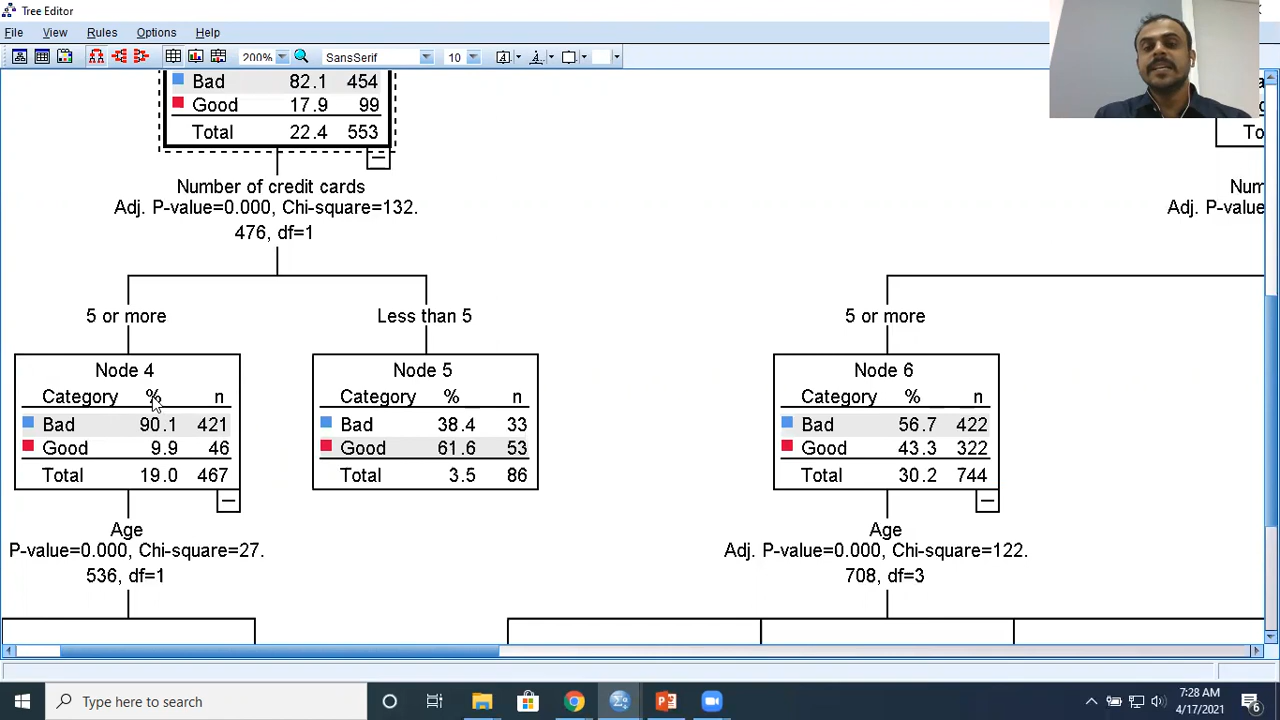 Tree Editor
File View Rules Options Help
200% SansSerif 10
Bad 82.1 454
Good 17.9 99
Total 22.4 553
To
Number of credit cards
Adj. P-value=0.000, Chi-square=132.
476, df=1
Num
Adj. P-value
5 or more
Less than 5
5 or more
Node 4
Category % n
Bad 90.1 421
Good 9.9 46
Total 19.0 467
Node 5
Category % n
Bad 38.4 33
Good 61.6 53
Total 3.5 86
Node 6
Category % n
Bad 56.7 422
Good 43.3 322
Total 30.2 744
Age
P-value=0.000, Chi-square=27.
536, df=1
Age
Adj. P-value=0.000, Chi-square=122.
708, df=3
Type here to search
7:28 AM
4/17/2021
6